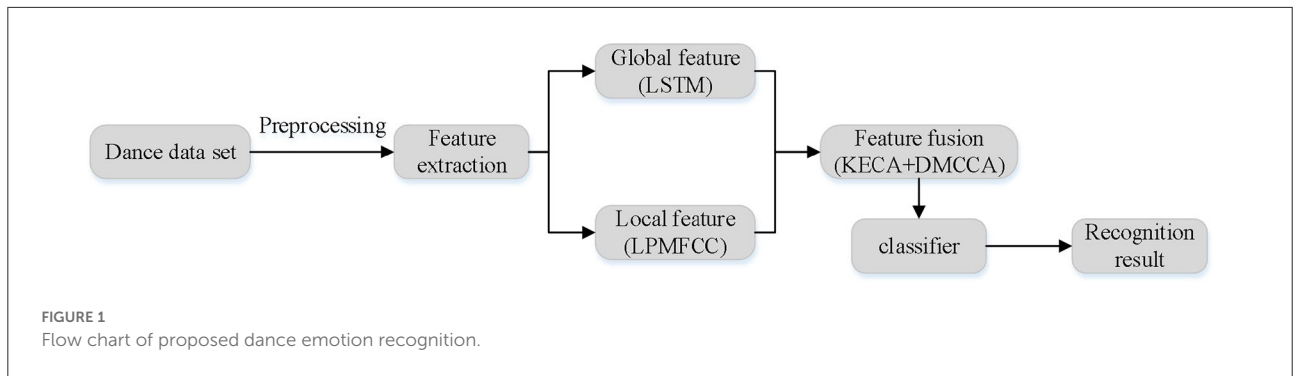 Dance data set
Preprocessing
Feature
extraction
Global feature
(LSTM)
Local feature
(LPMFCC)
Feature fusion
(KECA+DMCCA)
classifier
Recognition
result
FIGURE 1
Flow chart of proposed dance emotion recognition.